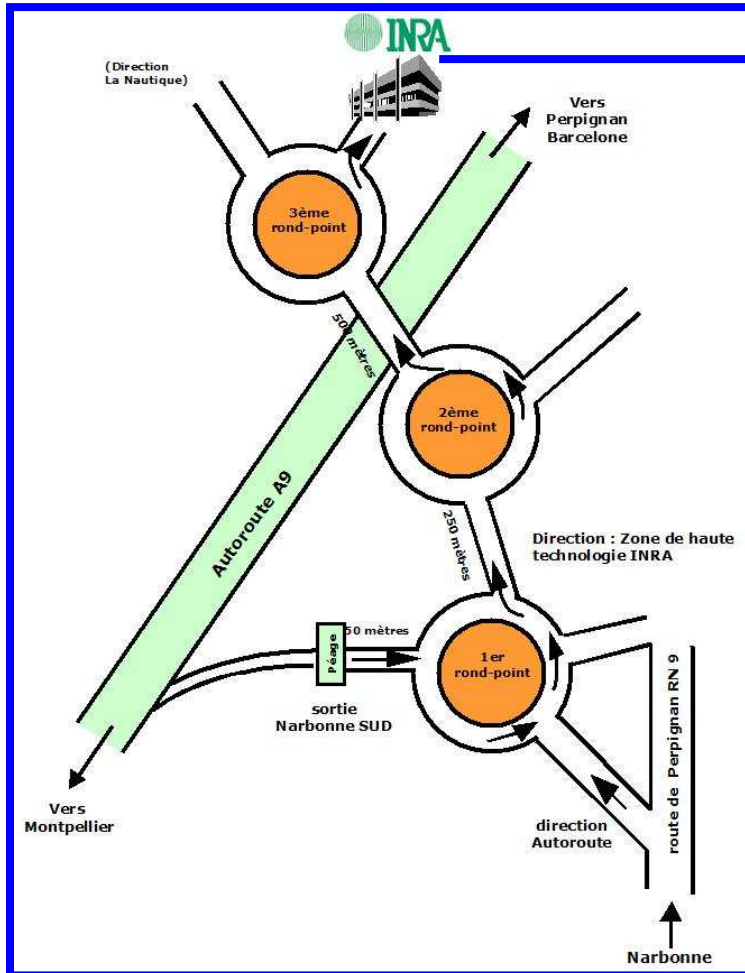 INRA
(Direction
La Nautique)
Vers
Perpignan
Barcelone
3ème
rond-point
500 mètres
2ème
rond-point
Autoroute A9
250 mètres
Direction : Zone de haute
technologie INRA
50 mètres
Péage
1er
rond-point
sortie
Narbonne SUD
route de Perpignan RN 9
Vers
Montpellier
direction
Autoroute
Narbonne